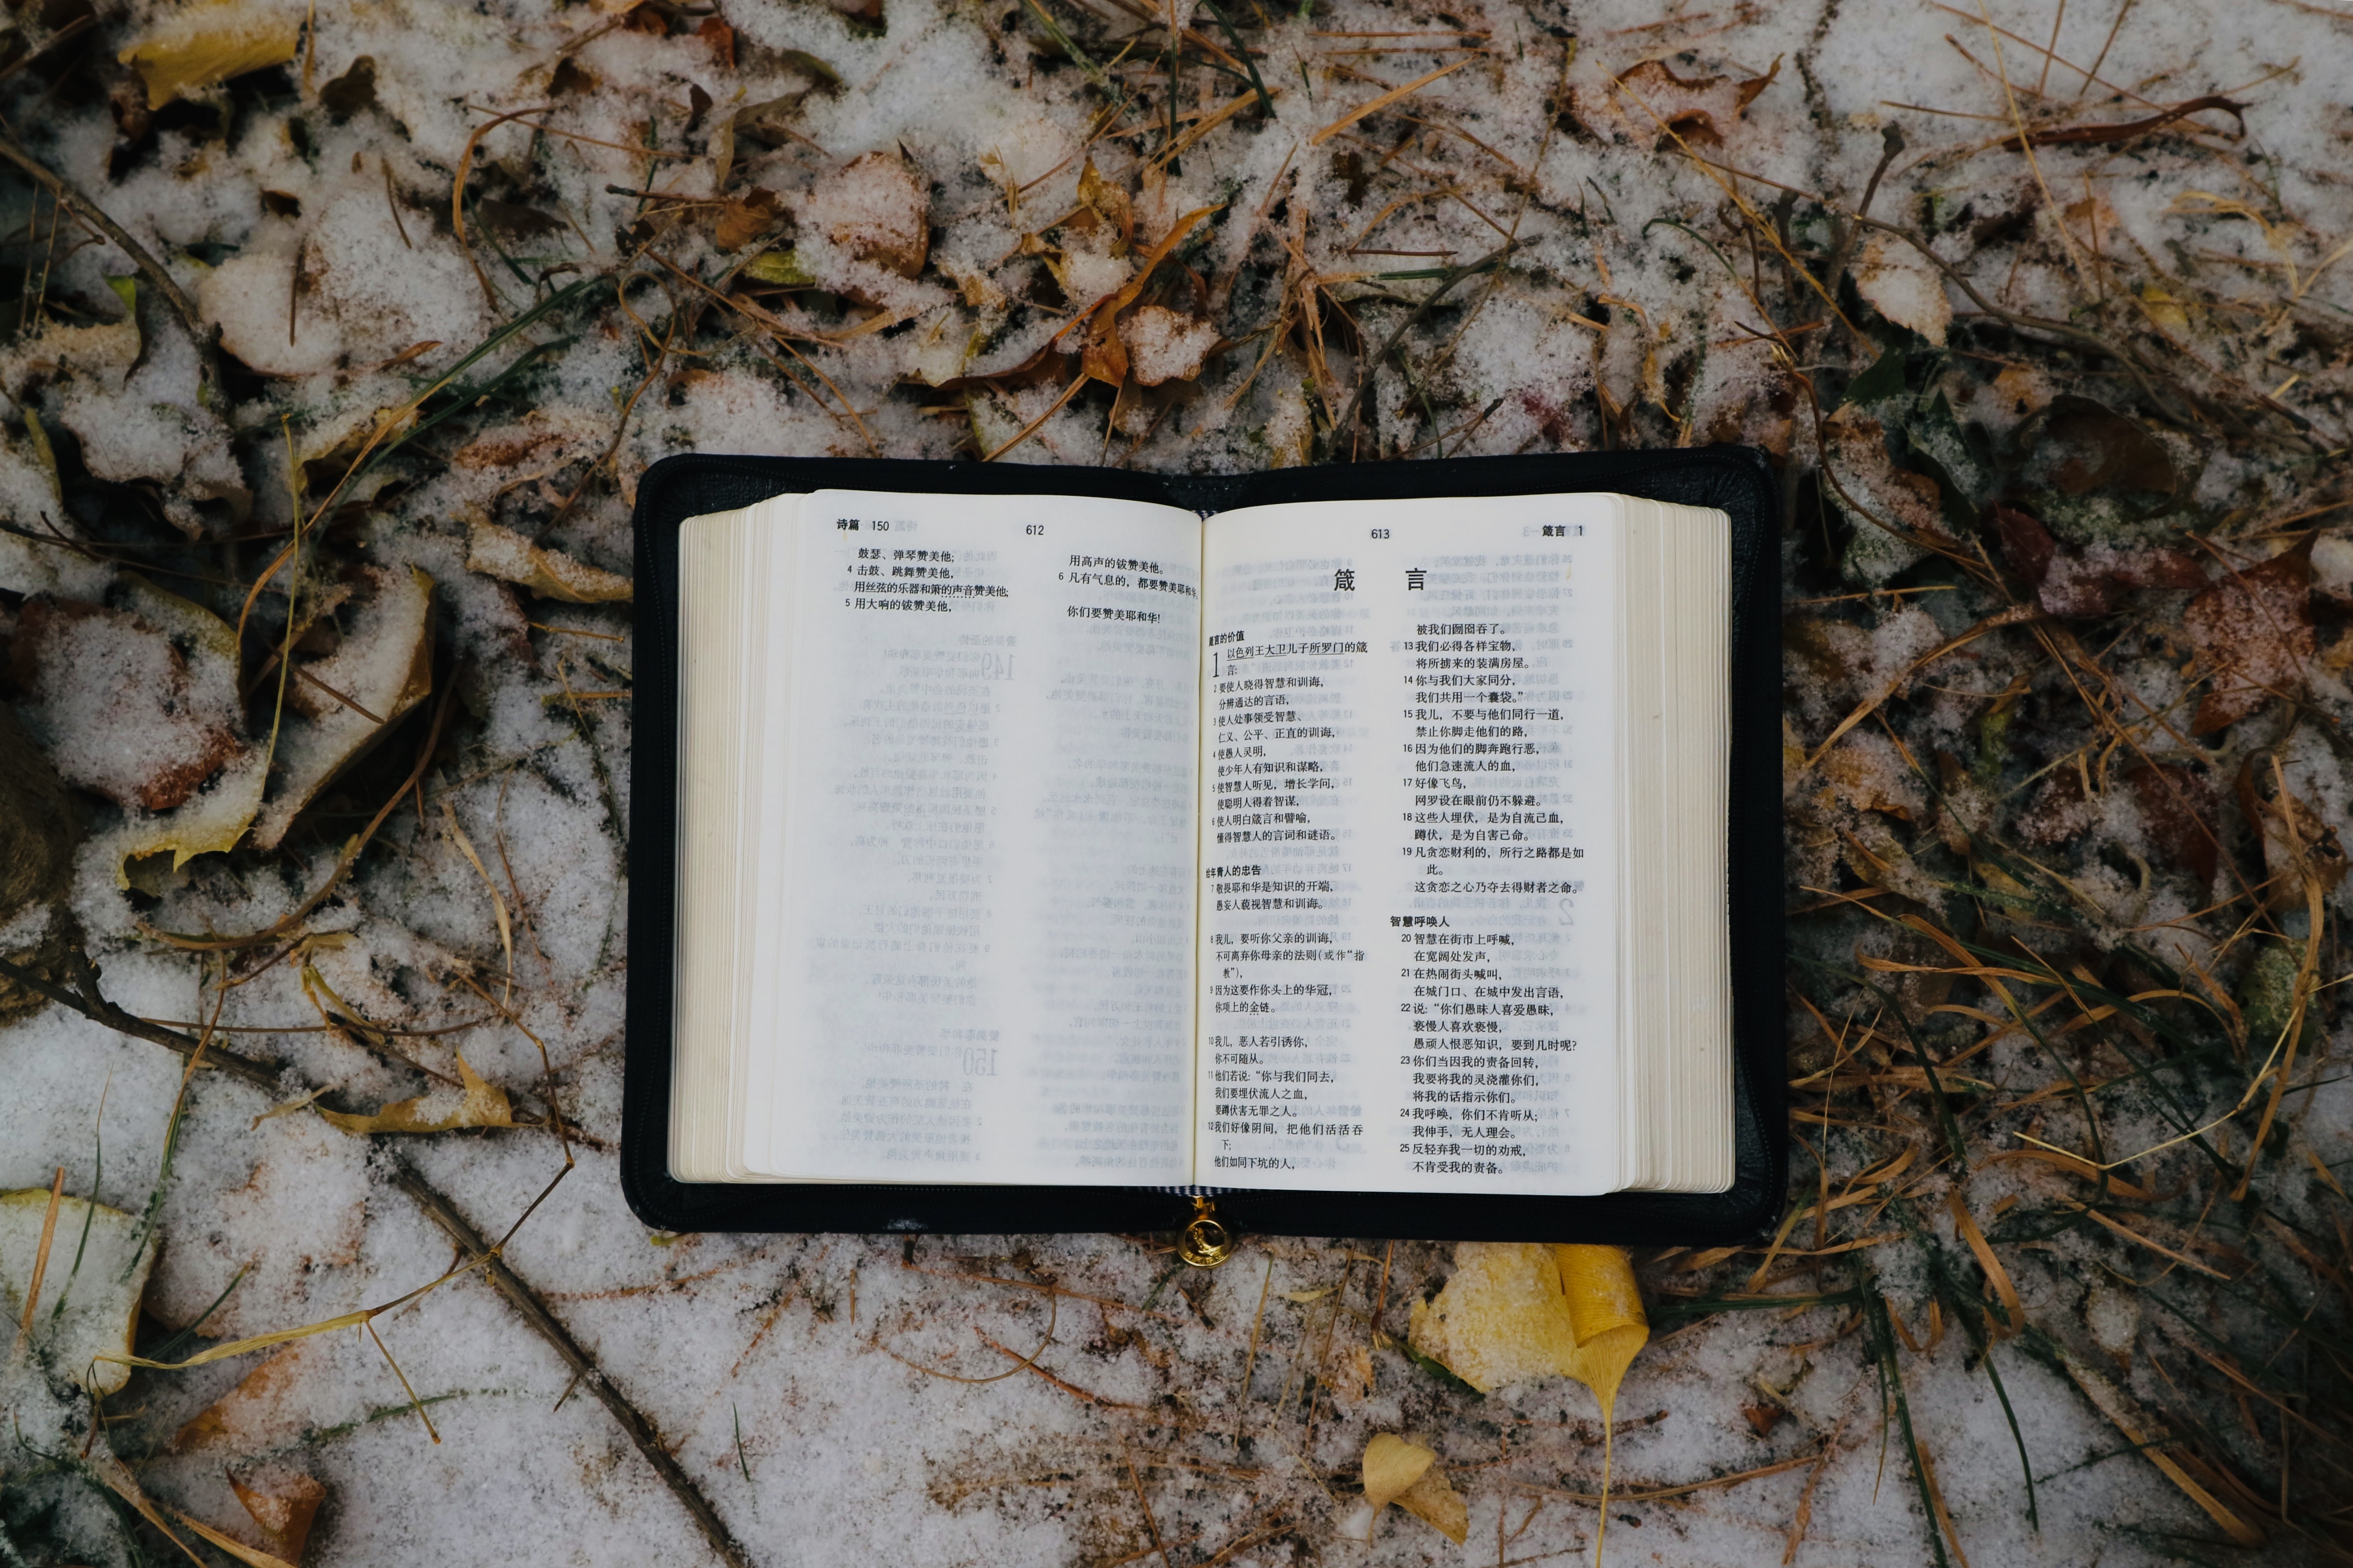 诗篇 150
612
鼓瑟、弹琴赞美他;
4 击鼓、跳舞赞美他,
用丝弦的乐器和箫的声音赞美他;
5 用大响的钹赞美他,
用高声的钹赞美他。
6 凡有气息的, 都要赞美耶和华。
你们要赞美耶和华!
613
箴言 1
箴 言
箴言的价值
1 以色列王大卫儿子所罗门的箴
言:
2 要使人晓得智慧和训诲,
分辨通达的言语,
3 使人处事领受智慧、
仁义、公平、正直的训诲,
4 使愚人灵明,
使少年人有知识和谋略,
5 使智慧人听见, 增长学问,
使聪明人得着智谋,
6 使人明白箴言和譬喻,
懂得智慧人的言词和谜语。
给年青人的忠告
7 敬畏耶和华是知识的开端,
愚妄人藐视智慧和训诲。
8 我儿, 要听你父亲的训诲,
不可离弃你母亲的法则(或作“指
教”),
9 因为这要作你头上的华冠,
你项上的金链。
10 我儿, 恶人若引诱你,
你不可随从。
11 他们若说: “你与我们同去,
我们要埋伏流人之血,
要蹲伏害无罪之人。
12 我们好像阴间, 把他们活活吞
下;
他们如同下坑的人,
被我们囫囵吞了。
13 我们必得各样宝物,
将所掳来的装满房屋。
14 你与我们大家同分,
我们共用一个囊袋。”
15 我儿, 不要与他们同行一道,
禁止你脚走他们的路,
16 因为他们的脚奔跑行恶,
他们急速流人的血,
17 好像飞鸟,
网罗设在眼前仍不躲避。
18 这些人埋伏, 是为自流己血,
蹲伏, 是为自害己命。
19 凡贪恋财利的, 所行之路都是如
此。
这贪恋之心乃夺去得财者之命。
智慧呼唤人
20 智慧在街市上呼喊,
在宽阔处发声,
21 在热闹街头喊叫,
在城门口、在城中发出言语,
22 说: “你们愚昧人喜爱愚昧,
亵慢人喜欢亵慢,
愚顽人恨恶知识, 要到几时呢?
23 你们当因我的责备回转,
我要将我的灵浇灌你们,
将我的话指示你们。
24 我呼唤, 你们不肯听从;
我伸手, 无人理会。
25 反轻弃我一切的劝戒,
不肯受我的责备。